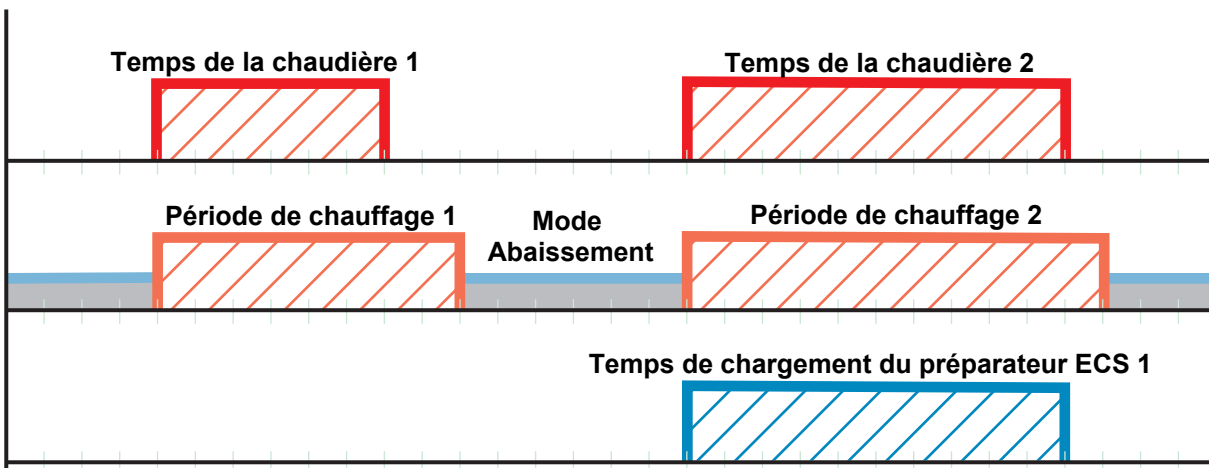 Temps de la chaudière 1
Temps de la chaudière 2
Période de chauffage 1
Mode
Abaissement
Période de chauffage 2
Temps de chargement du préparateur ECS 1